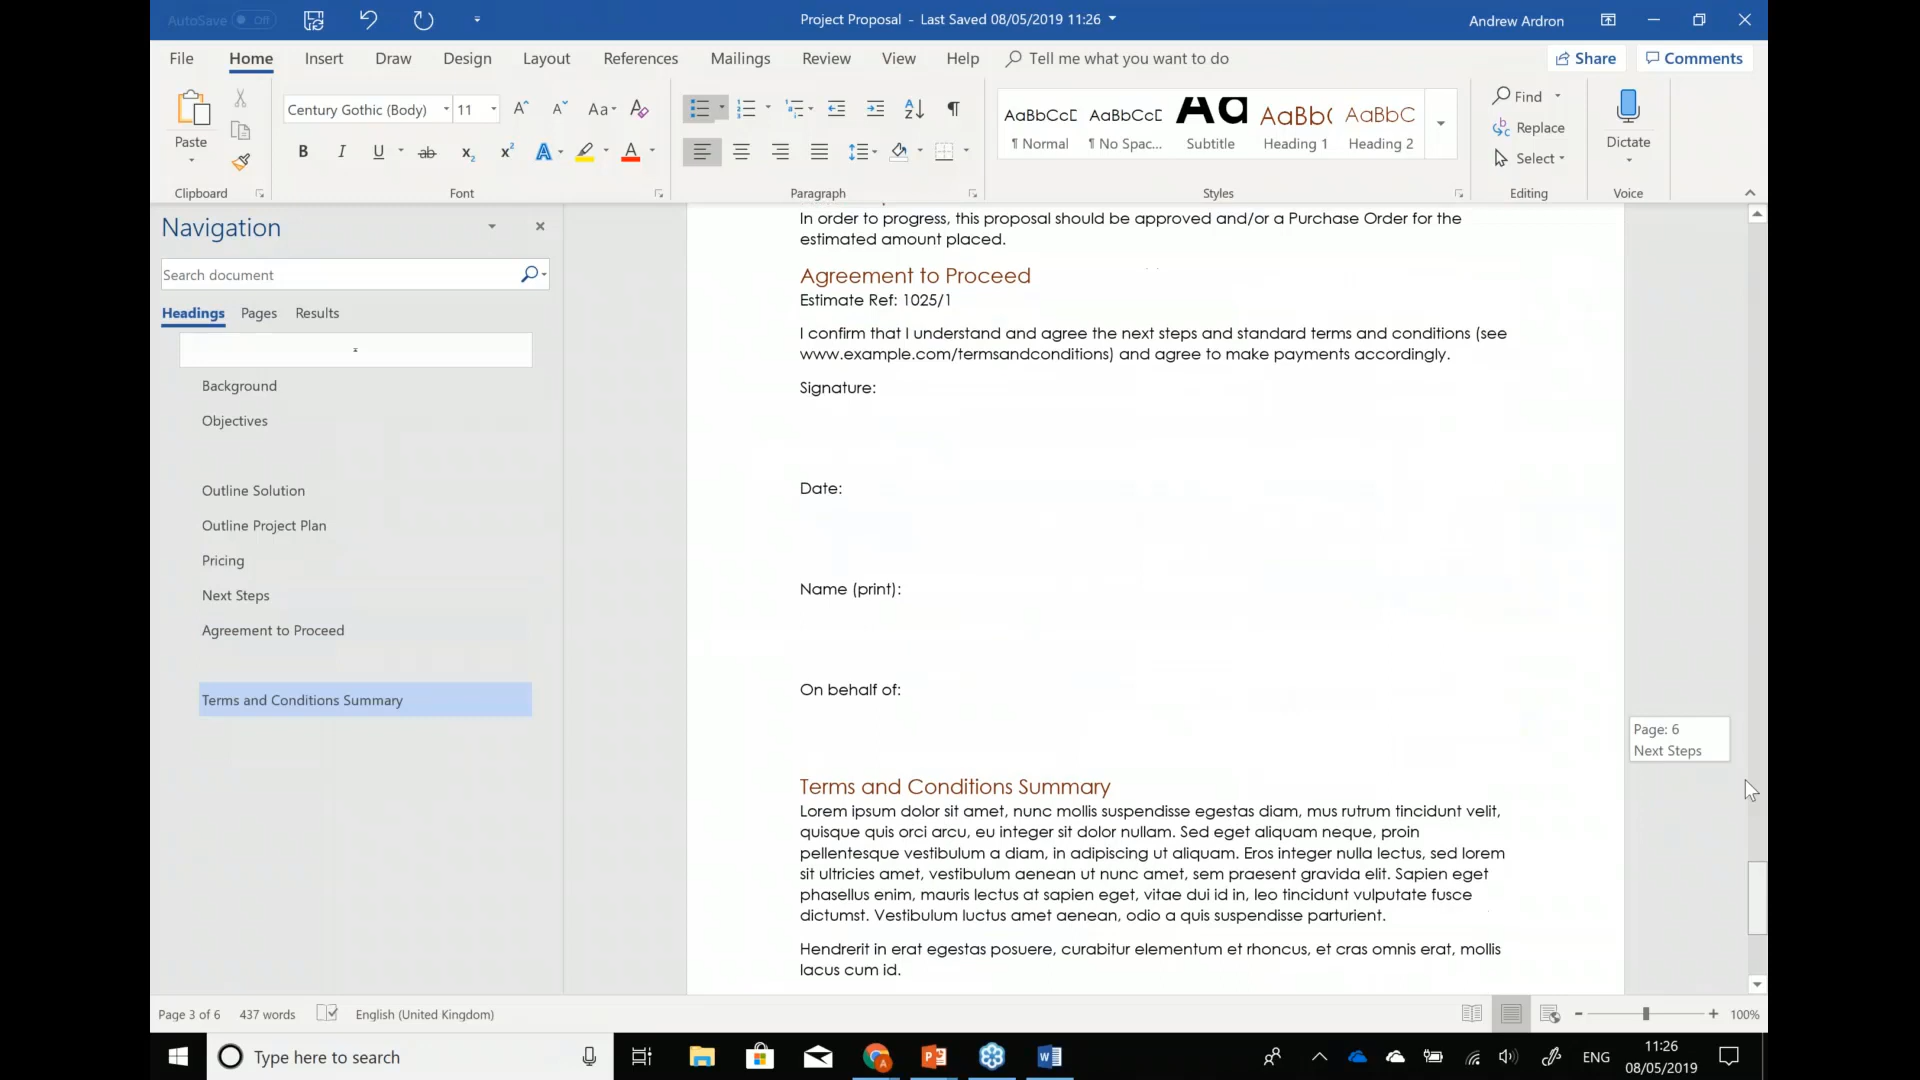 AutoSave Off
Project Proposal - Last Saved 08/05/2019 11:26
Andrew Ardron
File Home Insert Draw Design Layout References Mailings Review View Help Tell me what you want to do
Share Comments
Paste
Clipboard
Century Gothic (Body) 11
Aa
B I U ab x₂ x² A A
Font
Paragraph
AaBbCcD AaBbCcD Aa AaBb( AaBbC
¶ Normal ¶ No Spac... Subtitle Heading 1 Heading 2
Styles
Find
Replace
Select
Editing
Dictate
Voice
Navigation
Search document
Headings Pages Results
Background
Objectives
Outline Solution
Outline Project Plan
Pricing
Next Steps
Agreement to Proceed
Terms and Conditions Summary
In order to progress, this proposal should be approved and/or a Purchase Order for the
estimated amount placed.
Agreement to Proceed
Estimate Ref: 1025/1
I confirm that I understand and agree the next steps and standard terms and conditions (see
www.example.com/termsandconditions) and agree to make payments accordingly.
Signature:
Date:
Name (print):
On behalf of:
Terms and Conditions Summary
Lorem ipsum dolor sit amet, nunc mollis suspendisse egestas diam, mus rutrum tincidunt velit,
quisque quis orci arcu, eu integer sit dolor nullam. Sed eget aliquam neque, proin
pellentesque vestibulum a diam, in adipiscing ut aliquam. Eros integer nulla lectus, sed lorem
sit ultricies amet, vestibulum aenean ut nunc amet, sem praesent gravida elit. Sapien eget
phasellus enim, mauris lectus at sapien eget, vitae dui id in, leo tincidunt vulputate fusce
dictumst. Vestibulum luctus amet aenean, odio a quis suspendisse parturient.
Hendrerit in erat egestas posuere, curabitur elementum et rhoncus, et cras omnis erat, mollis
lacus cum id.
Page: 6
Next Steps
Page 3 of 6 437 words English (United Kingdom)
100%
Type here to search
ENG
11:26
08/05/2019